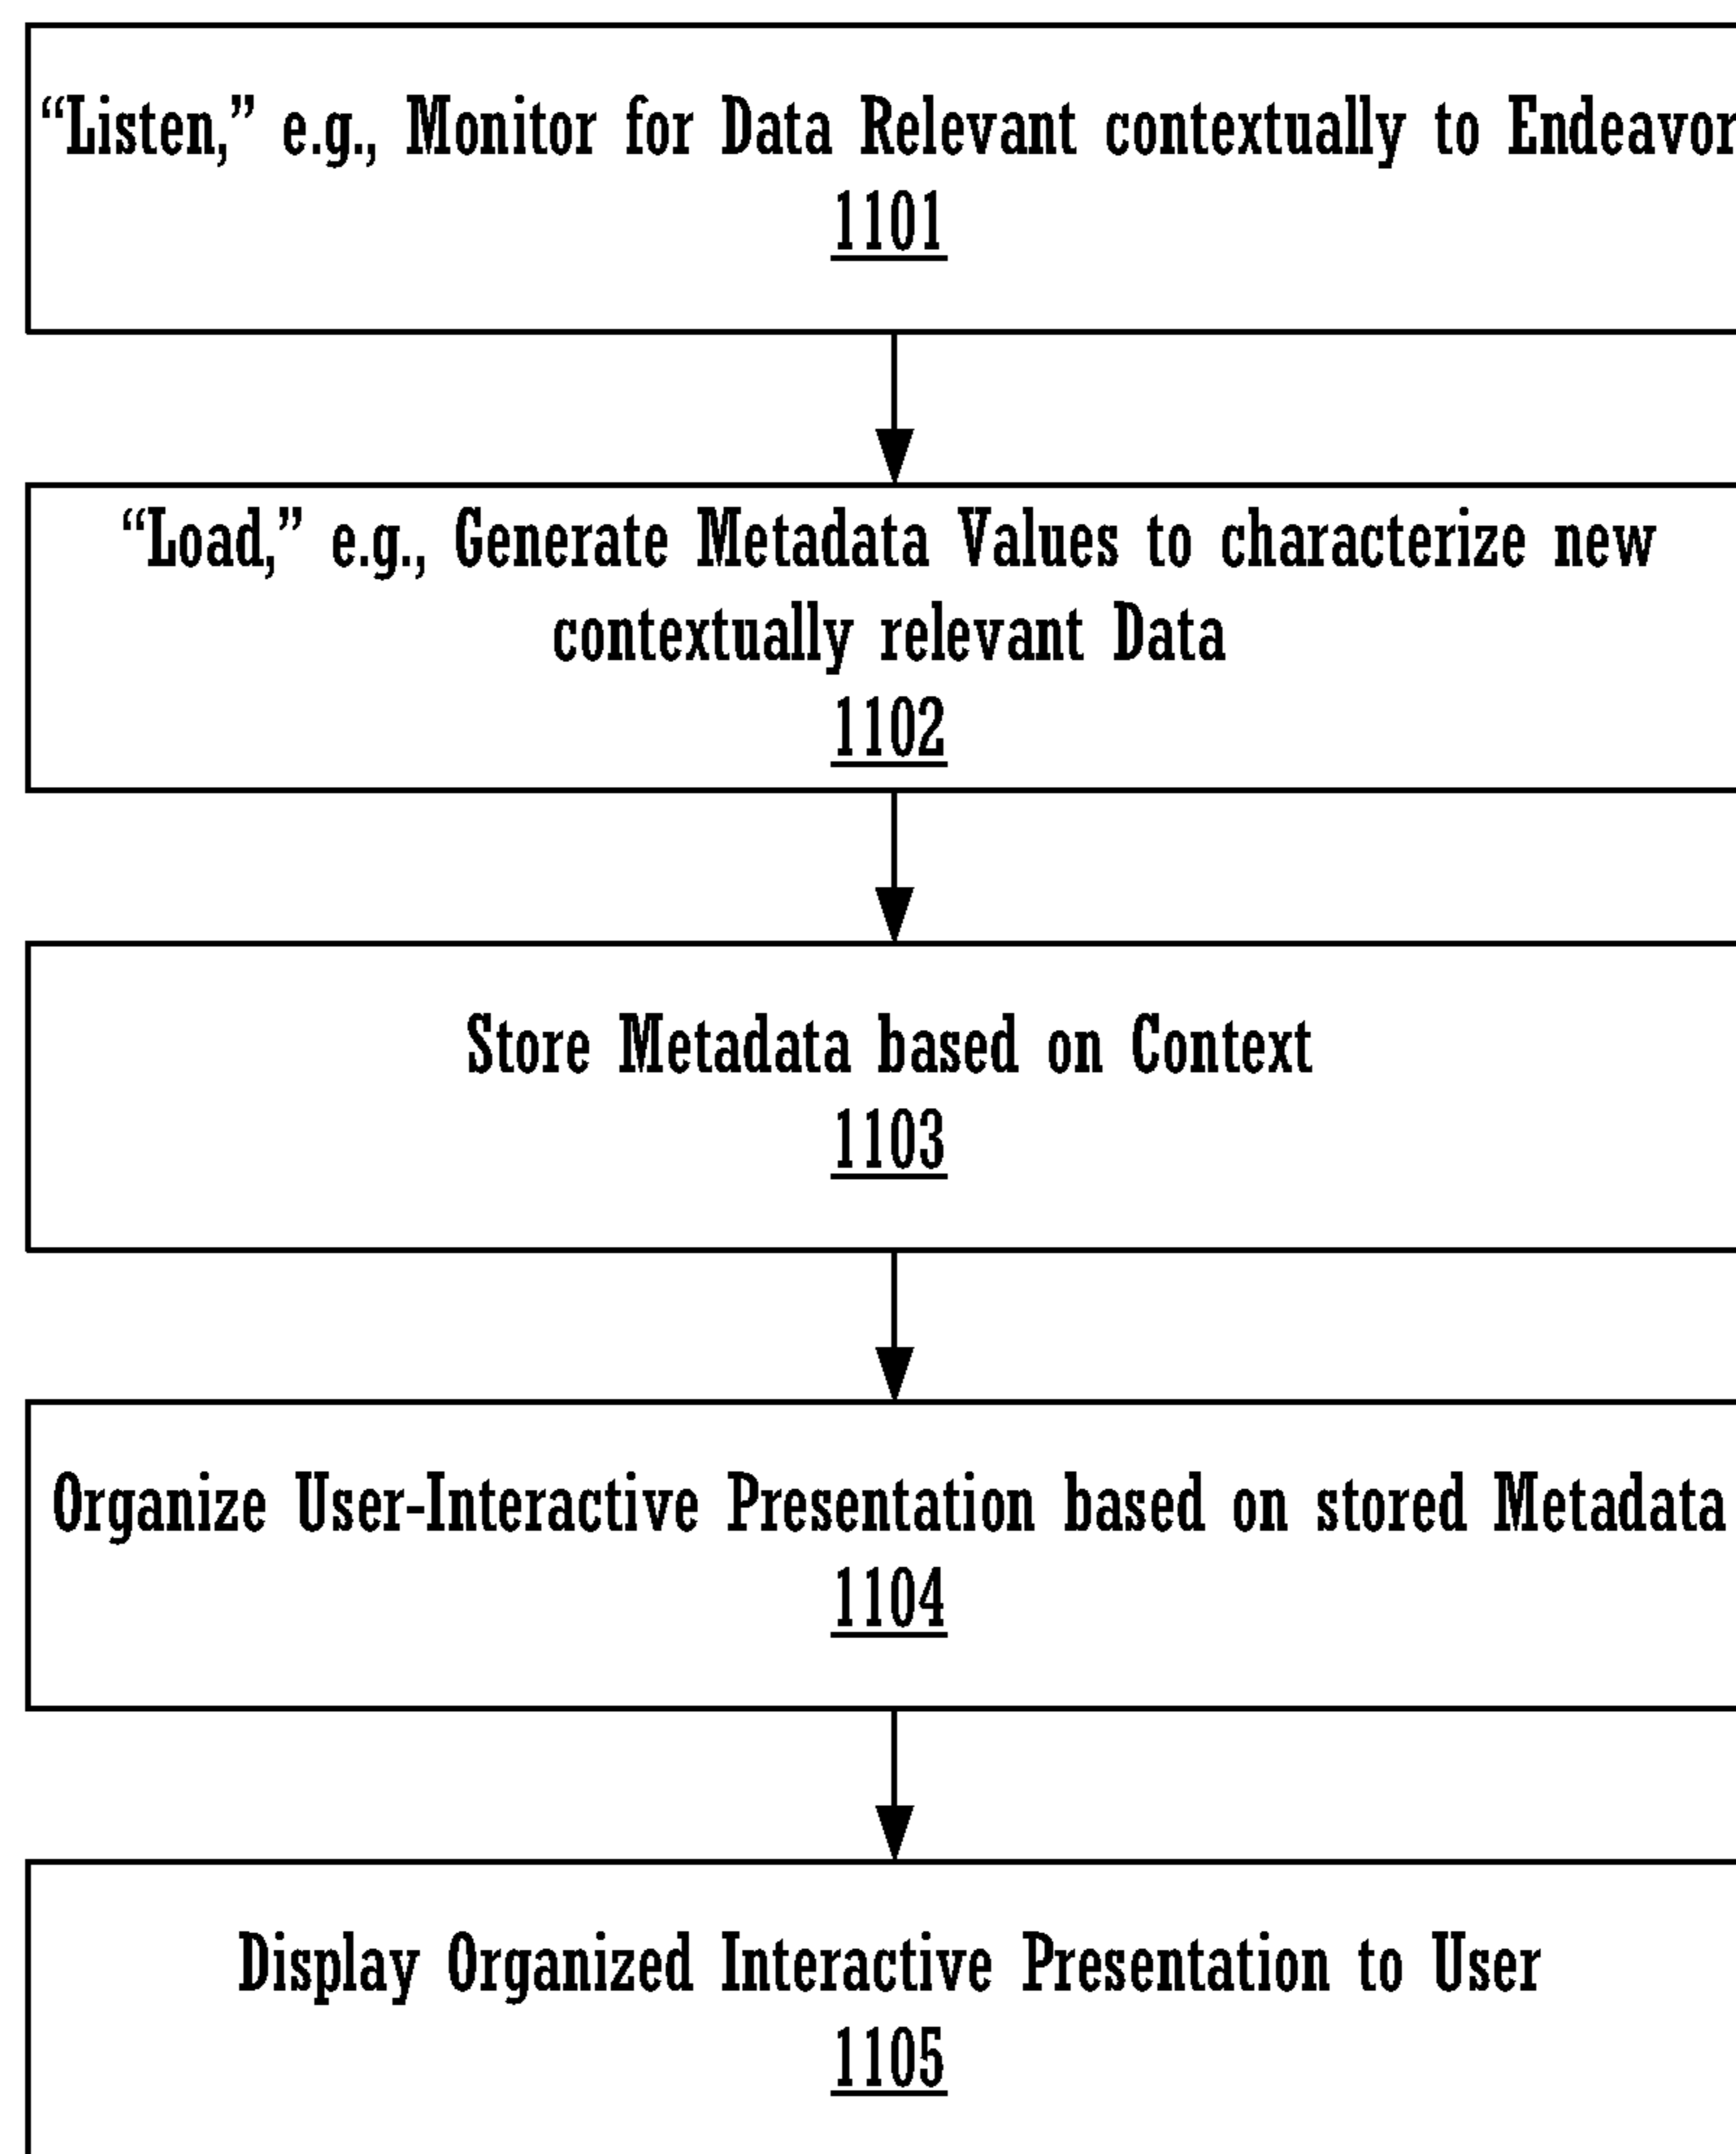 “Listen,” e.g., Monitor for Data Relevant contextually to Endeavor
1101
“Load,” e.g., Generate Metadata Values to characterize new
contextually relevant Data
1102
Store Metadata based on Context
1103
Organize User-Interactive Presentation based on stored Metadata
1104
Display Organized Interactive Presentation to User
1105